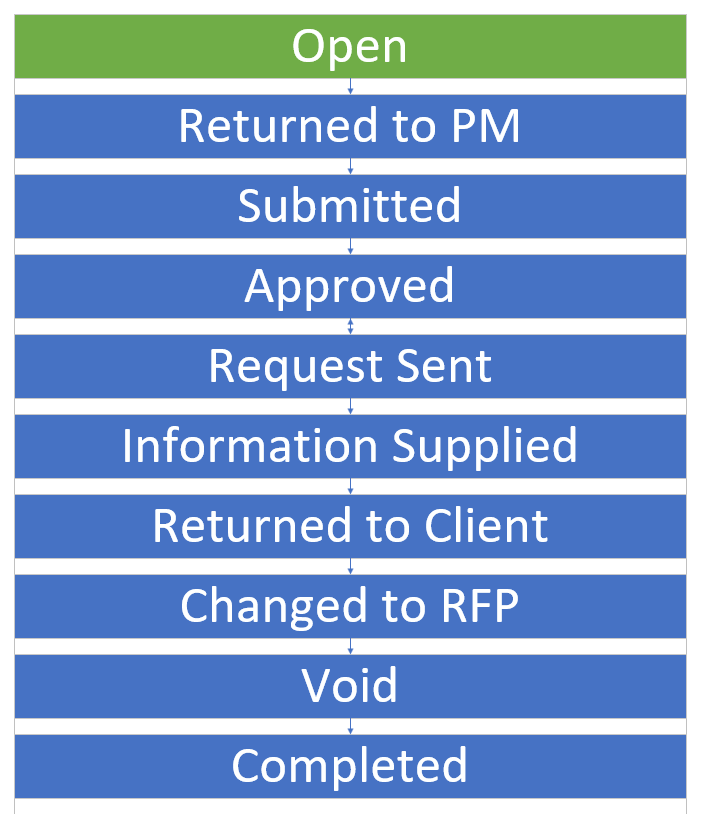 Open
Returned to PM
Submitted
Approved
Request Sent
Information Supplied
Returned to Client
Changed to RFP
Void
Completed